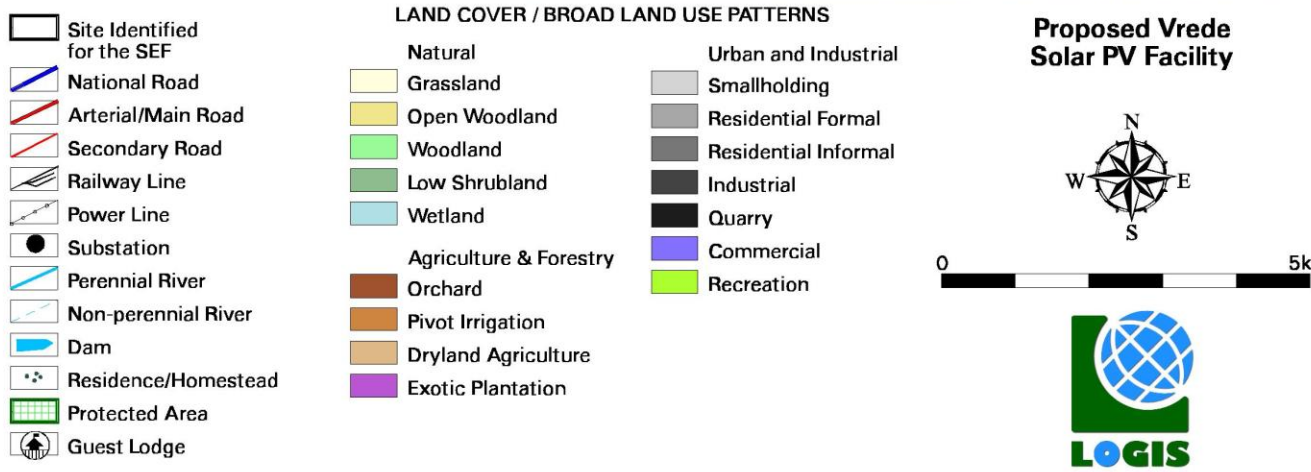 LAND COVER / BROAD LAND USE PATTERNS
Site Identified
for the SEF
National Road
Arterial/Main Road
Secondary Road
Railway Line
Power Line
Substation
Perennial River
Non-perennial River
Dam
Residence/Homestead
Protected Area
Guest Lodge
Natural
Grassland
Open Woodland
Woodland
Low Shrubland
Wetland
Agriculture & Forestry
Orchard
Pivot Irrigation
Dryland Agriculture
Exotic Plantation
Urban and Industrial
Smallholding
Residential Formal
Residential Informal
Industrial
Quarry
Commercial
Recreation
Proposed Vrede
Solar PV Facility
N
W E
S
0 5k
LOGIS